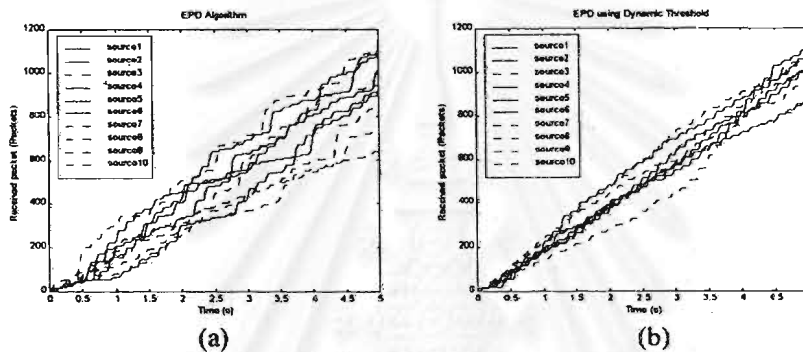 EPD Algorithm
Received packet (Packets)
1200
1000
800
600
400
200
0
source1
source2
source3
source4
source5
source6
source7
source8
source9
source10
0 0.5 1 1.5 2 2.5 3 3.5 4 4.5 5
Time (s)
(a)
EPD using Dynamic Threshold
Received packet (Packets)
1200
1000
800
600
400
200
0
source1
source2
source3
source4
source5
source6
source7
source8
source9
source10
0 0.5 1 1.5 2 2.5 3 3.5 4 4.5
Time (s)
(b)